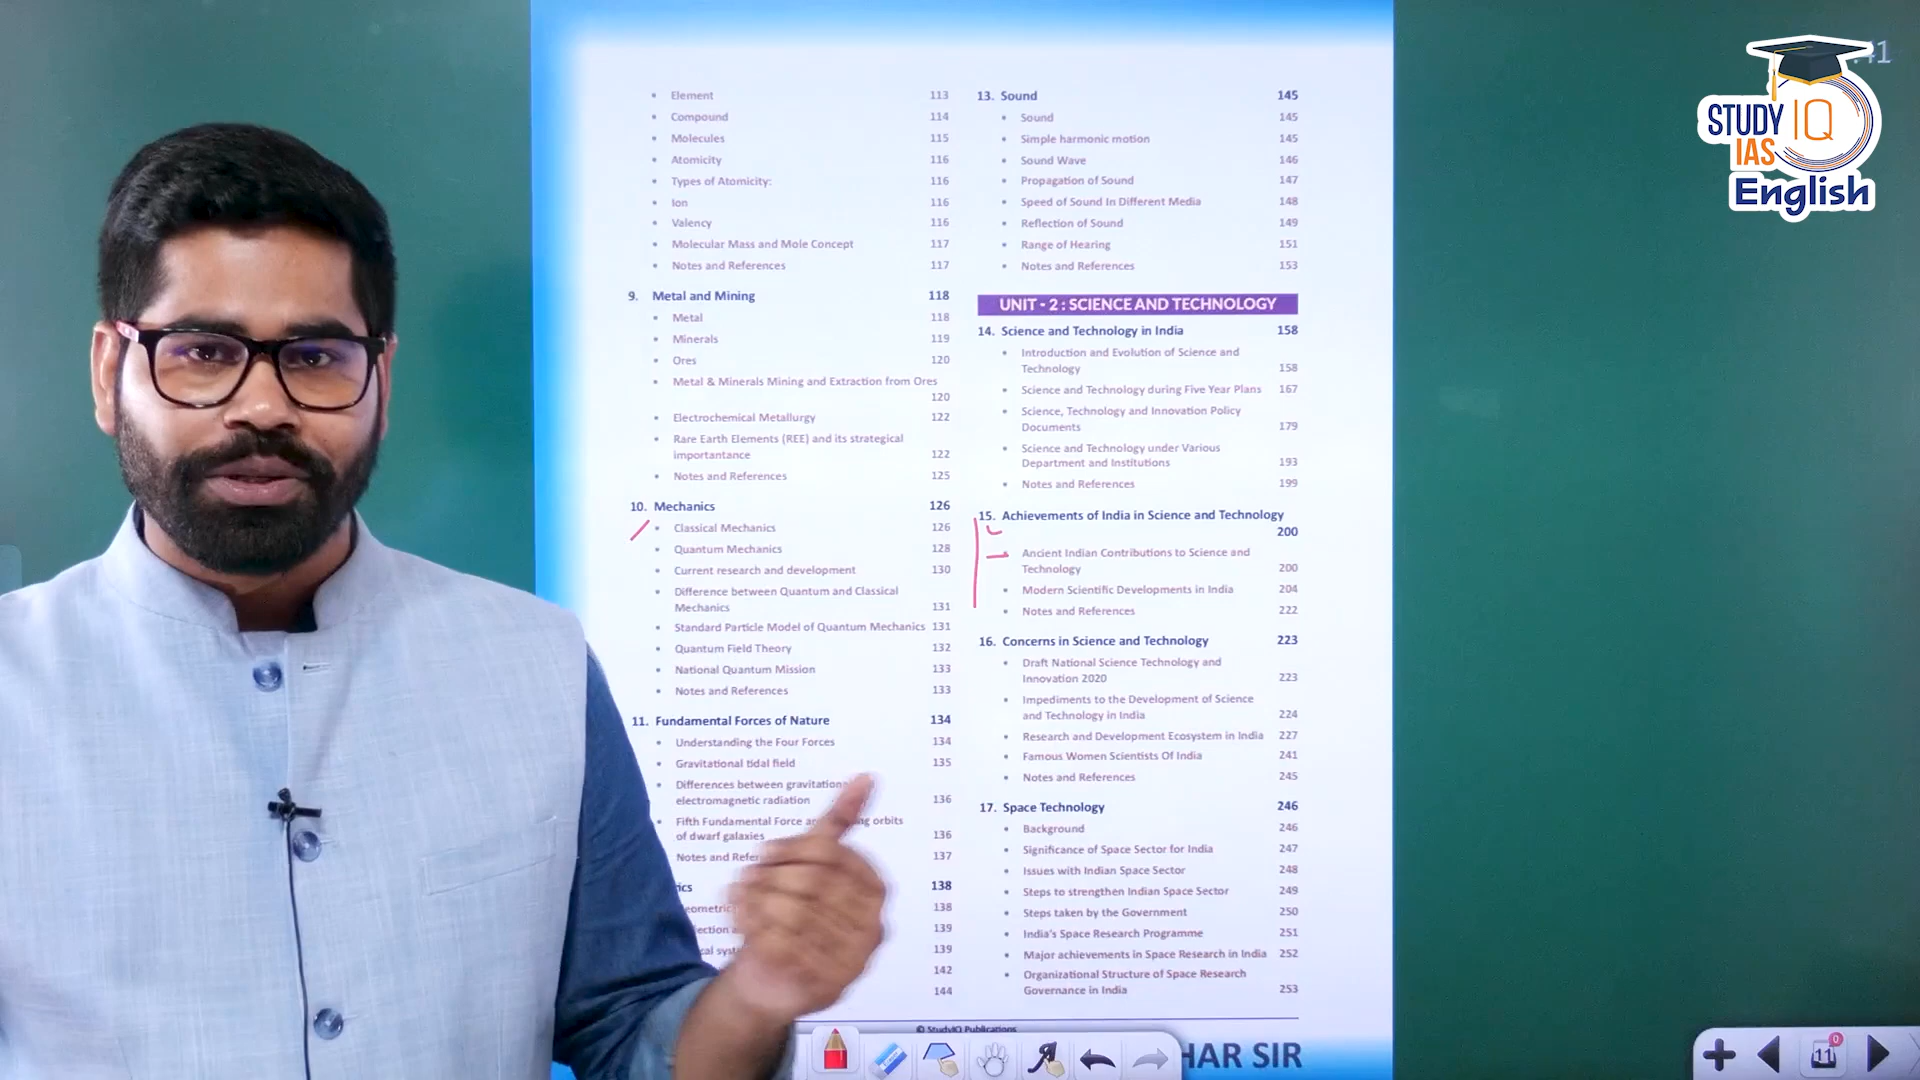 Element 113
Compound 114
Molecules 115
Atomicity 116
Types of Atomicity: 116
Ion 116
Valency 116
Molecular Mass and Mole Concept 117
Notes and References 117
9. Metal and Mining 118
Metal 118
Minerals 119
Ores 120
Metal & Minerals Mining and Extraction from Ores
120
Electrochemical Metallurgy 122
Rare Earth Elements (REE) and its strategical
importantance 122
Notes and References 125
10. Mechanics 126
Classical Mechanics 126
Quantum Mechanics 128
Current research and development 130
Difference between Quantum and Classical
Mechanics 131
Standard Particle Model of Quantum Mechanics 131
Quantum Field Theory 132
National Quantum Mission 133
Notes and References 133
11. Fundamental Forces of Nature 134
Understanding the Four Forces 134
Gravitational tidal field 135
Differences between gravitation
electromagnetic radiation 136
Fifth Fundamental Force orbits
of dwarf galaxies 136
Notes and 137
138
138
139
139
142
144
13. Sound 145
Sound 145
Simple harmonic motion 145
Sound Wave 146
Propagation of Sound 147
Speed of Sound In Different Media 148
Reflection of Sound 149
Range of Hearing 151
Notes and References 153
UNIT - 2 : SCIENCE AND TECHNOLOGY
14. Science and Technology in India 158
Introduction and Evolution of Science and
Technology 158
Science and Technology during Five Year Plans 167
Science, Technology and Innovation Policy
Documents 179
Science and Technology under Various
Department and Institutions 193
Notes and References 199
15. Achievements of India in Science and Technology
200
Ancient Indian Contributions to Science and
Technology 200
Modern Scientific Developments in India 204
Notes and References 222
16. Concerns in Science and Technology 223
Draft National Science Technology and
Innovation 2020 223
Impediments to the Development of Science
and Technology in India 224
Research and Development Ecosystem in India 227
Famous Women Scientists Of India 241
Notes and References 245
17. Space Technology 246
Background 246
Significance of Space Sector for India 247
Issues with Indian Space Sector 248
Steps to strengthen Indian Space Sector 249
Steps taken by the Government 250
India's Space Research Programme 251
Major achievements in Space Research in India 252
Organizational Structure of Space Research
Governance in India 253
© StudyIQ Publications
HAR SIR
STUDY IQ
IAS
English
41
11
0